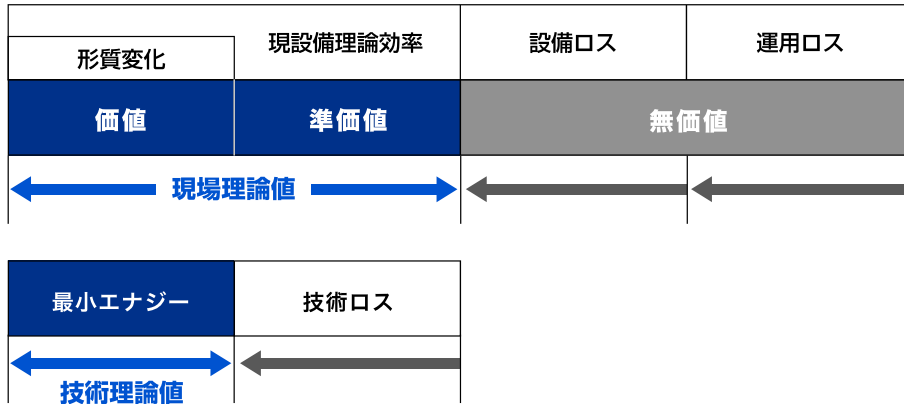 形質変化
現設備理論効率
設備ロス
運用ロス
価値
準価値
無価値
現場理論値
最小エナジー
技術ロス
技術理論値